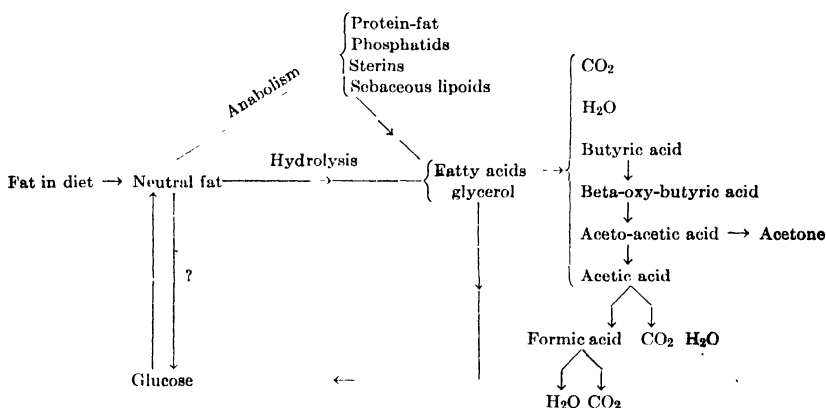 Protein-fat
Phosphatids
Sterins
Sebaceous lipoids
Anabolism
CO2
H2O
Butyric acid
Hydrolysis
Fat in diet → Neutral fat
Fatty acids
glycerol
Beta-oxy-butyric acid
Aceto-acetic acid → Acetone
Acetic acid
?
Formic acid CO2 H2O
Glucose
H2O CO2